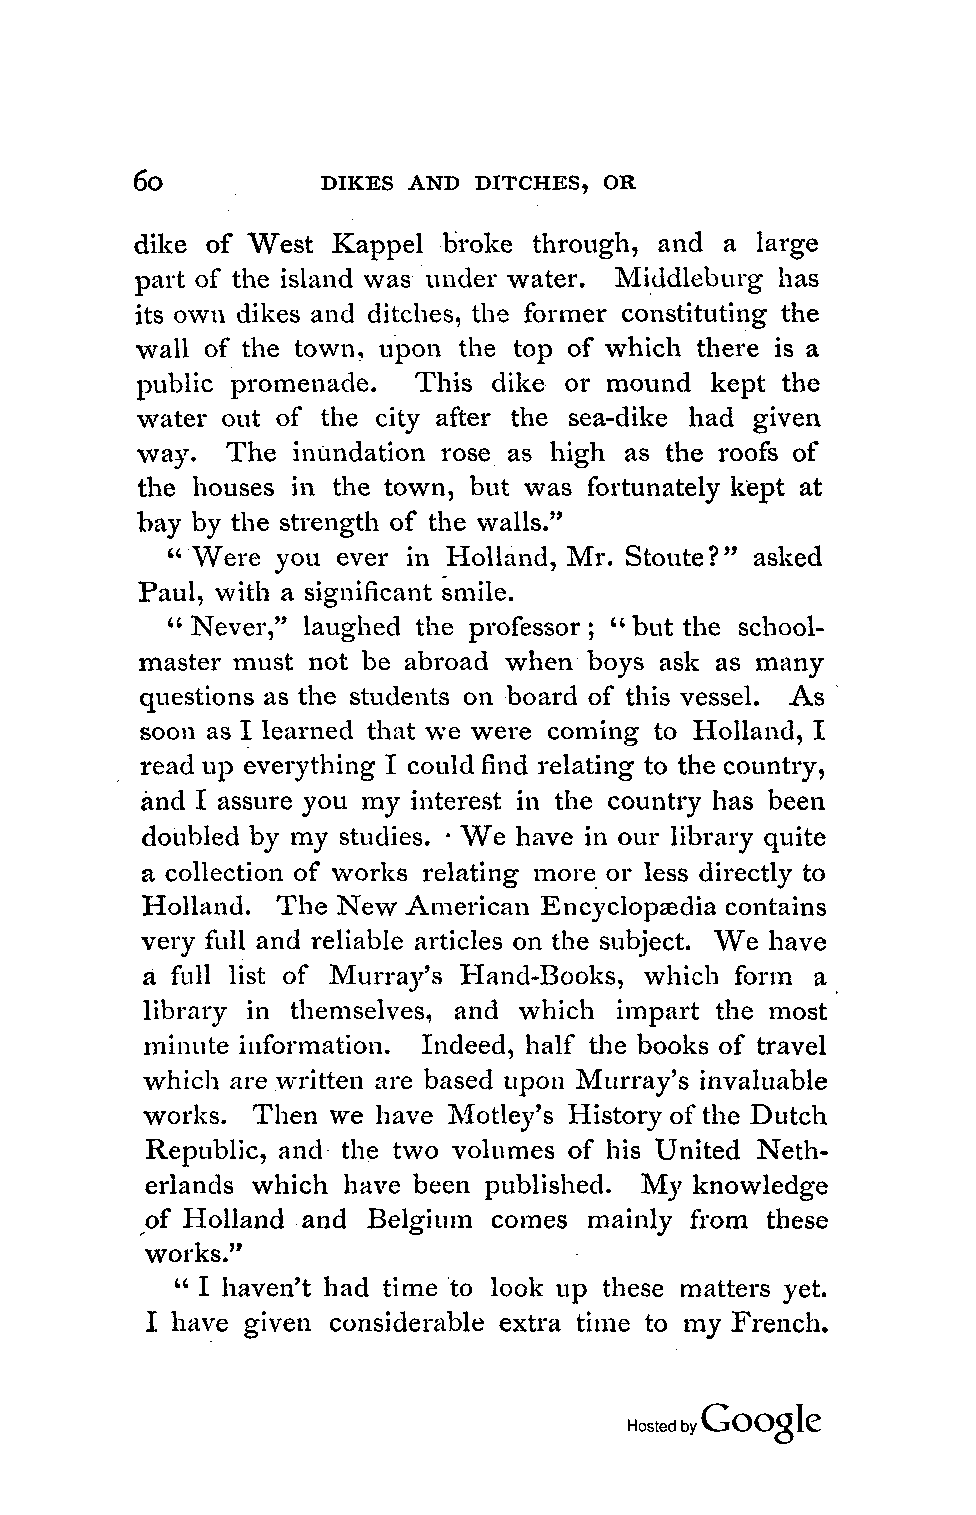 60 DIKES AND DITCHES, OR
dike of West Kappel broke through, and a large
part of the island was under water. Middleburg has
its own dikes and ditches, the former constituting the
wall of the town, upon the top of which there is a
public promenade. This dike or mound kept the
water out of the city after the sea-dike had given
way. The inundation rose as high as the roofs of
the houses in the town, but was fortunately kept at
bay by the strength of the walls."
"Were you ever in Holland, Mr. Stoute?" asked
Paul, with a significant smile.
"Never," laughed the professor; "but the school-
master must not be abroad when boys ask as many
questions as the students on board of this vessel. As
soon as I learned that we were coming to Holland, I
read up everything I could find relating to the country,
and I assure you my interest in the country has been
doubled by my studies. We have in our library quite
a collection of works relating more or less directly to
Holland. The New American Encyclopædia contains
very full and reliable articles on the subject. We have
a full list of Murray's Hand-Books, which form a
library in themselves, and which impart the most
minute information. Indeed, half the books of travel
which are written are based upon Murray's invaluable
works. Then we have Motley's History of the Dutch
Republic, and the two volumes of his United Neth-
erlands which have been published. My knowledge
of Holland and Belgium comes mainly from these
works."
"I haven't had time to look up these matters yet.
I have given considerable extra time to my French.
Hosted by Google